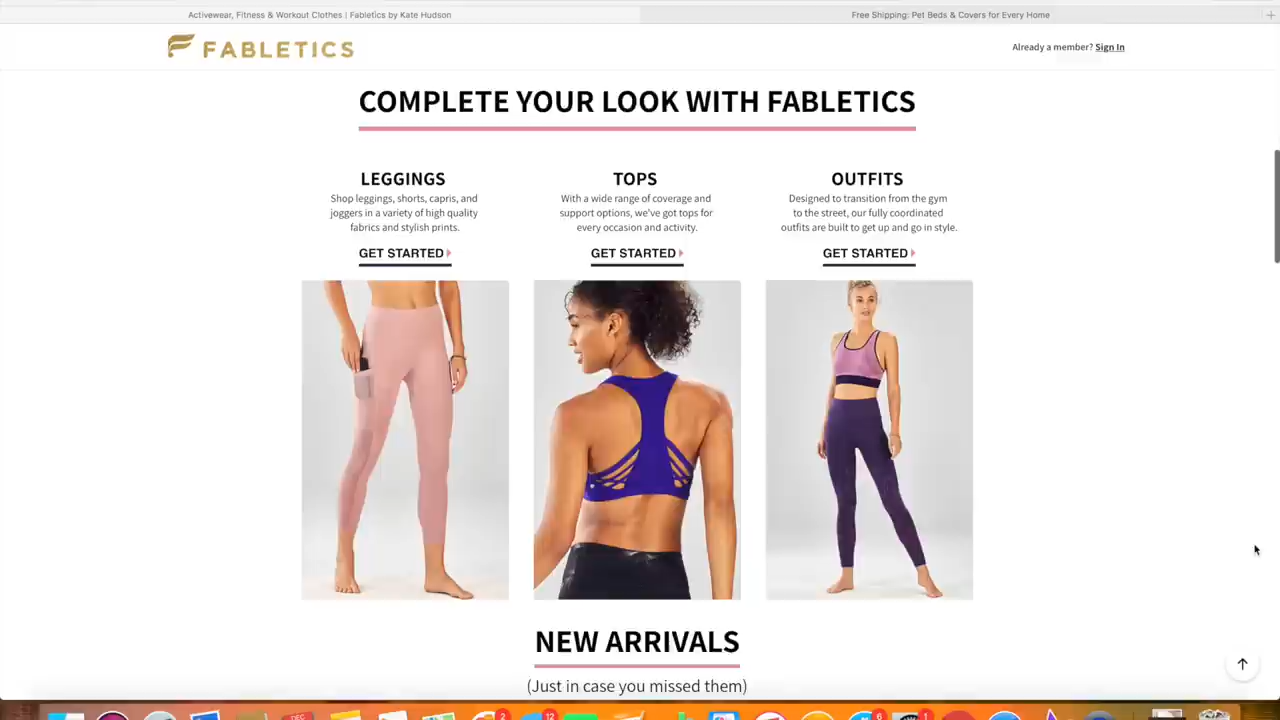 Activewear, Fitness & Workout Clothes | Fabletics by Kate Hudson
Free Shipping: Pet Beds & Covers for Every Home
FABLETICS
Already a member? Sign In
COMPLETE YOUR LOOK WITH FABLETICS
LEGGINGS
Shop leggings, shorts, capris, and
joggers in a variety of high quality
fabrics and stylish prints.
GET STARTED
TOPS
With a wide range of coverage and
support options, we've got tops for
every occasion and activity.
GET STARTED
OUTFITS
Designed to transition from the gym
to the street, our fully coordinated
outfits are built to get up and go in style.
GET STARTED
NEW ARRIVALS
(Just in case you missed them)
DEC
2
12
6
1